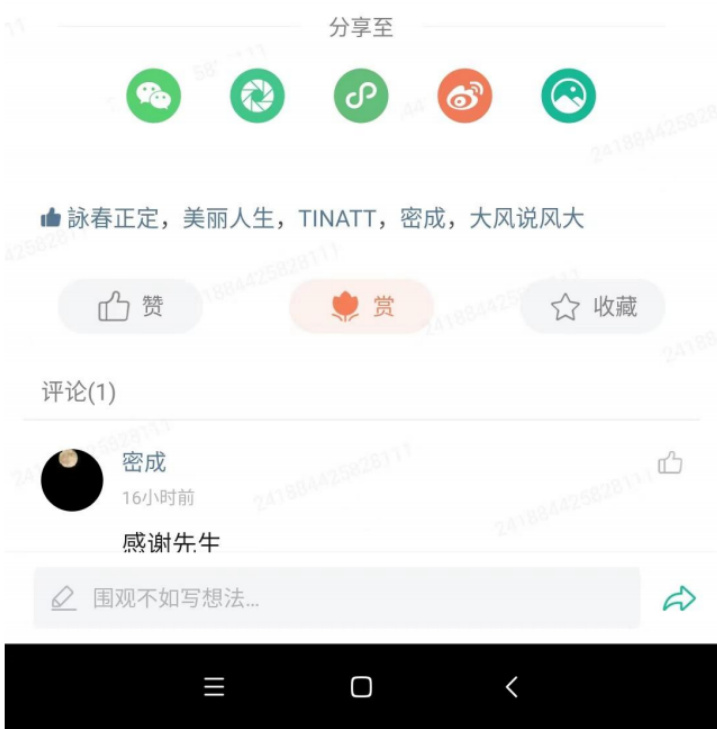 分享至
詠春正定，美丽人生，TINATT，密成，大风说风大
赞
赏
收藏
评论(1)
密成
16小时前
感谢先生
围观不如写想法...
241884425828111